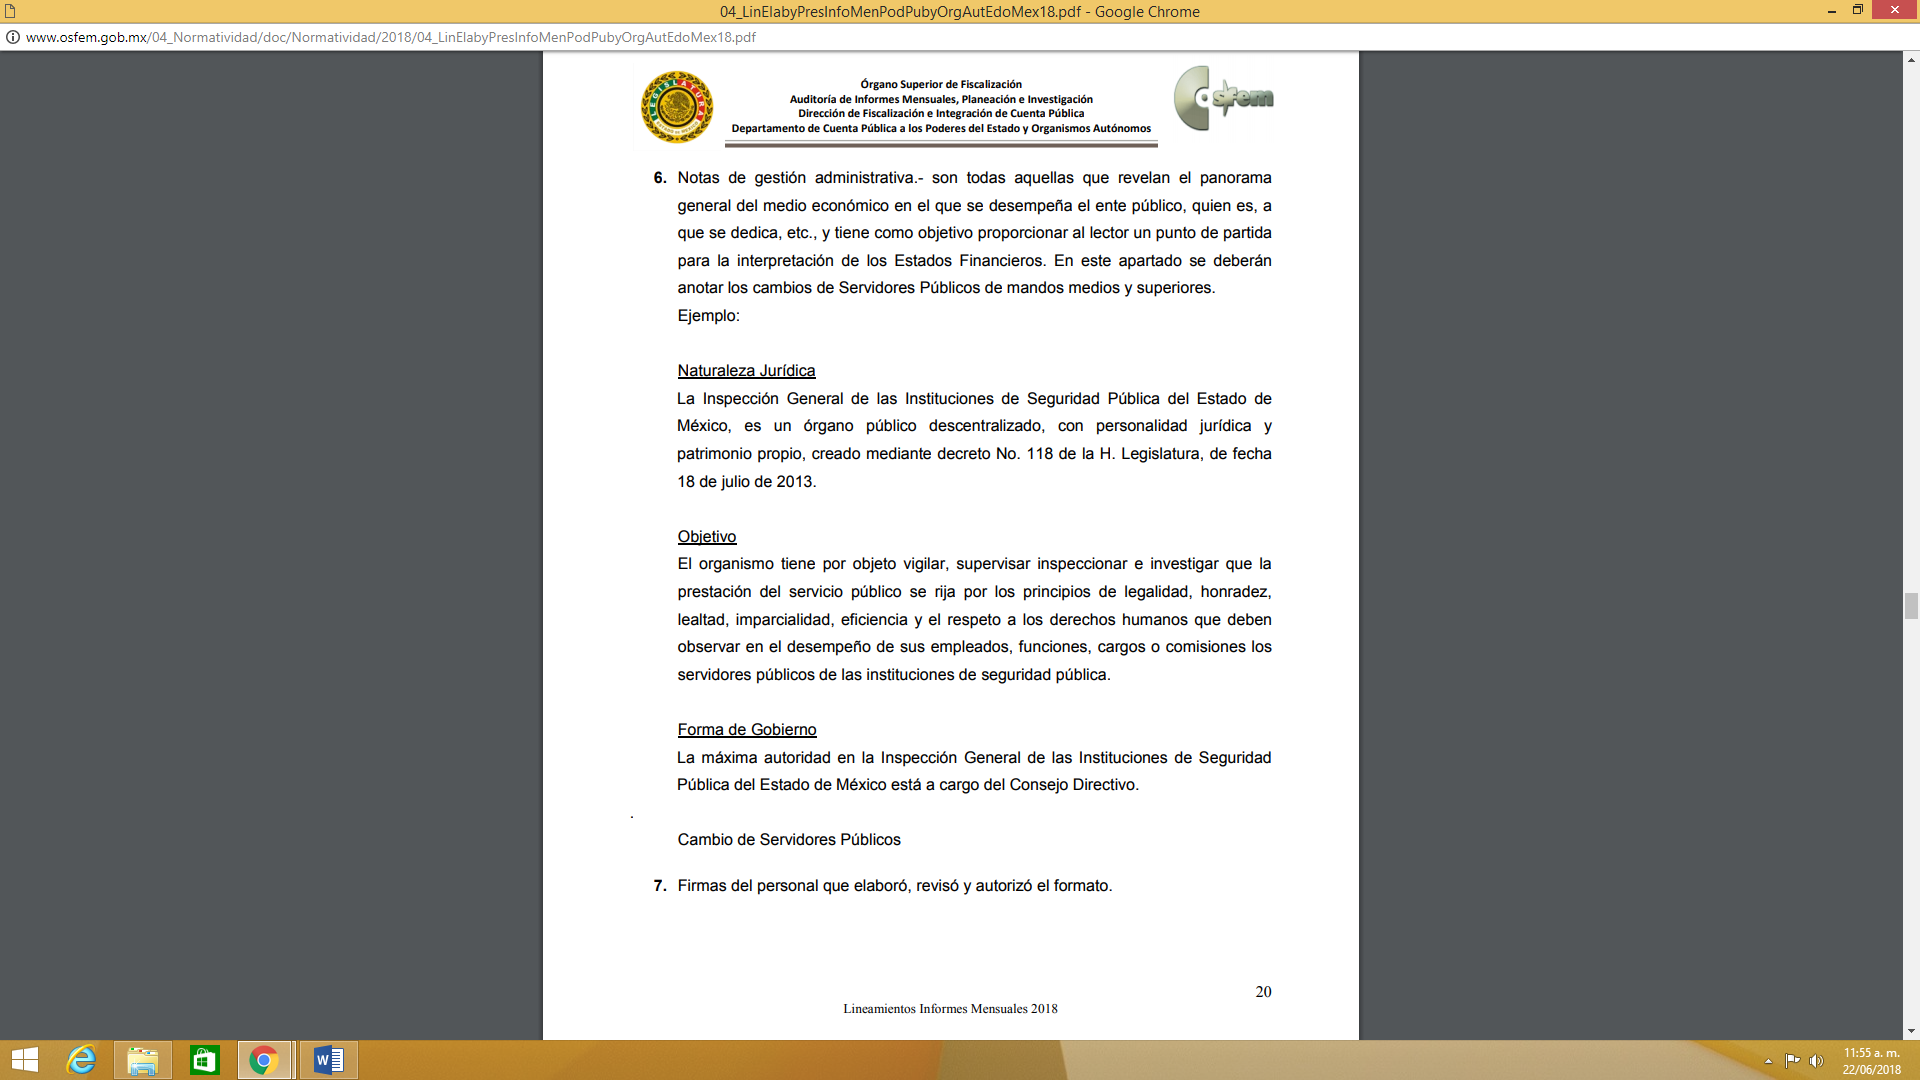 04_LinElabyPresInfoMenPodPubyOrgAutEdoMex18.pdf - Google Chrome
www.osfem.gob.mx/04_Normatividad/doc/Normatividad/2018/04_LinElabyPresInfoMenPodPubyOrgAutEdoMex18.pdf
LEGISLATURA
ESTADO DE MÉXICO
Órgano Superior de Fiscalización
Auditoría de Informes Mensuales, Planeación e Investigación
Dirección de Fiscalización e Integración de Cuenta Pública
Departamento de Cuenta Pública a los Poderes del Estado y Organismos Autónomos
osfem
6. Notas de gestión administrativa.- son todas aquellas que revelan el panorama
general del medio económico en el que se desempeña el ente público, quien es, a
que se dedica, etc., y tiene como objetivo proporcionar al lector un punto de partida
para la interpretación de los Estados Financieros. En este apartado se deberán
anotar los cambios de Servidores Públicos de mandos medios y superiores.
Ejemplo:
Naturaleza Jurídica
La Inspección General de las Instituciones de Seguridad Pública del Estado de
México, es un órgano público descentralizado, con personalidad jurídica y
patrimonio propio, creado mediante decreto No. 118 de la H. Legislatura, de fecha
18 de julio de 2013.
Objetivo
El organismo tiene por objeto vigilar, supervisar inspeccionar e investigar que la
prestación del servicio público se rija por los principios de legalidad, honradez,
lealtad, imparcialidad, eficiencia y el respeto a los derechos humanos que deben
observar en el desempeño de sus empleados, funciones, cargos o comisiones los
servidores públicos de las instituciones de seguridad pública.
Forma de Gobierno
La máxima autoridad en la Inspección General de las Instituciones de Seguridad
Pública del Estado de México está a cargo del Consejo Directivo.
.
Cambio de Servidores Públicos
7. Firmas del personal que elaboró, revisó y autorizó el formato.
20
Lineamientos Informes Mensuales 2018
11:55 a. m.
22/06/2018